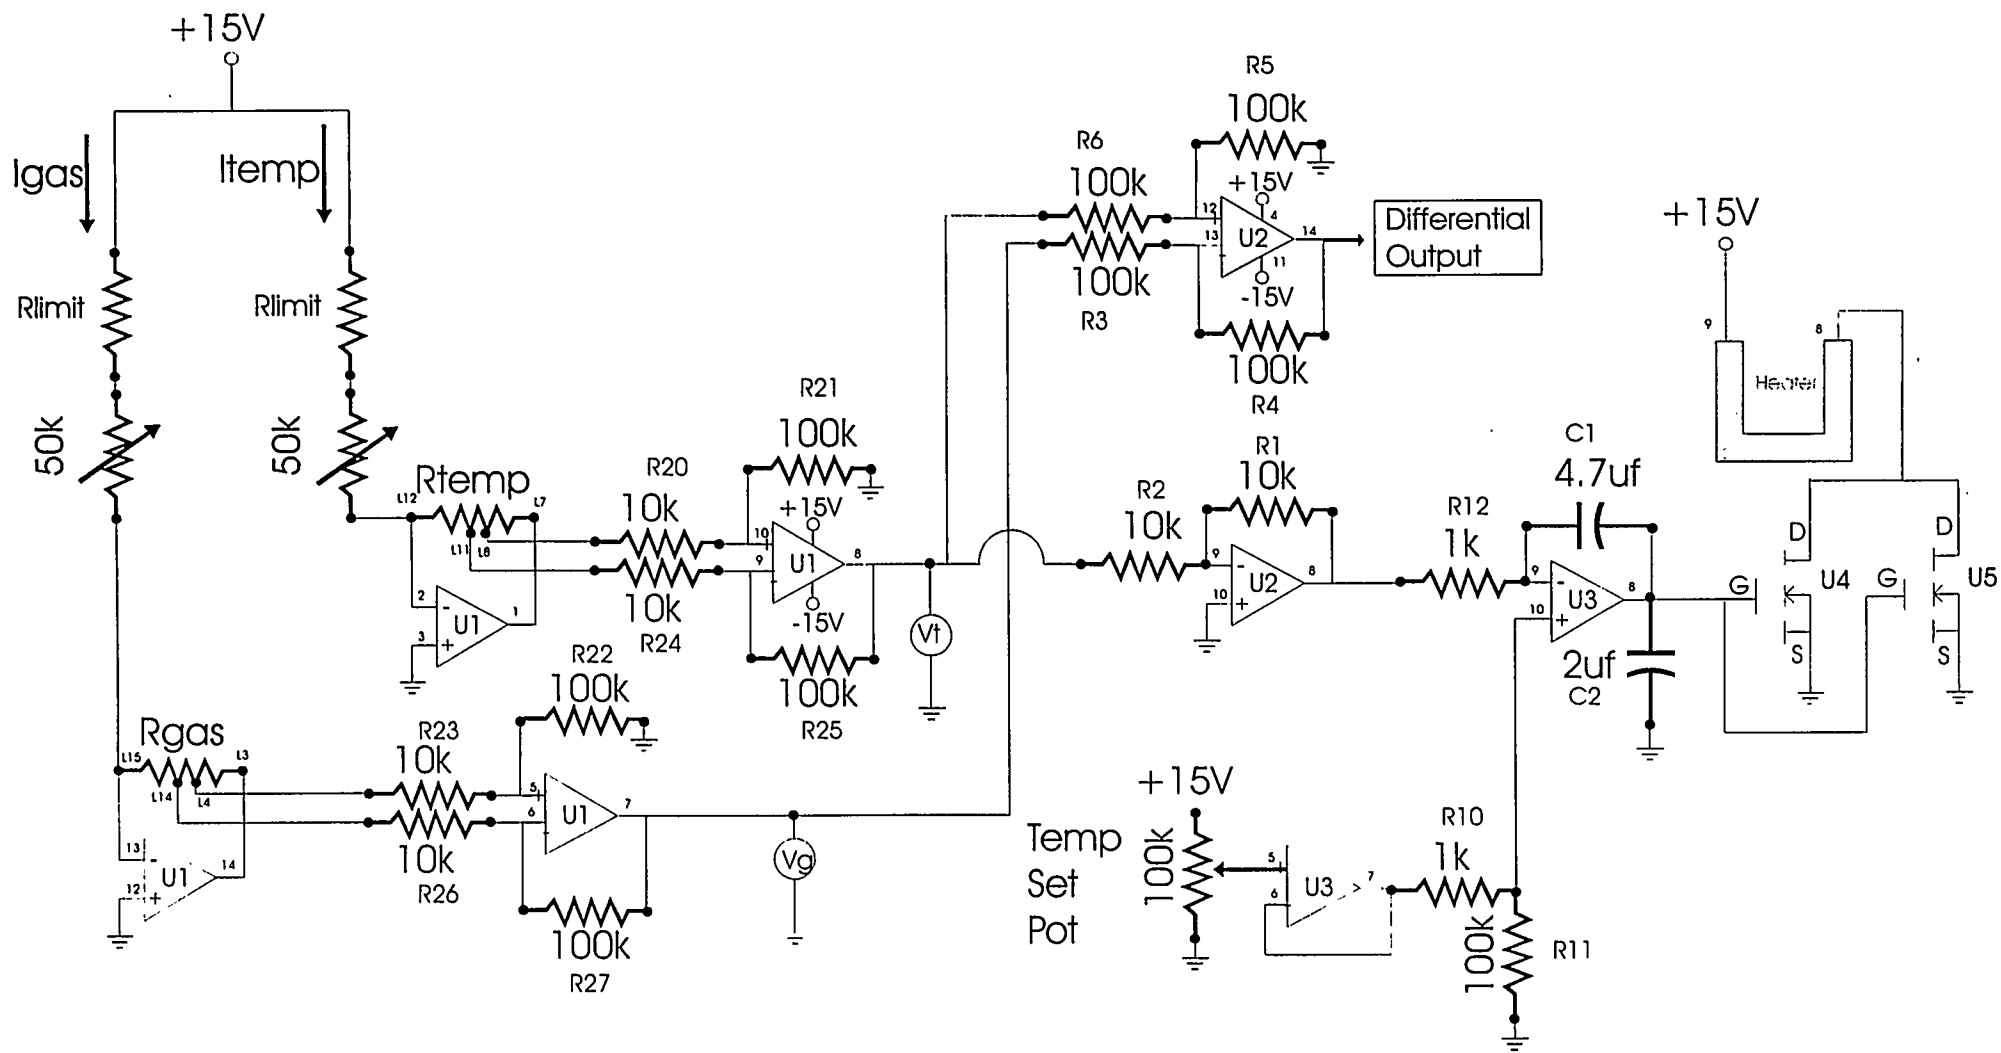 +15V
Igas
Itemp
Rlimit
Rlimit
50k
50k
L12
Rtemp
L7
L11
L8
2
-
U1
1
3
+
R20
10k
10k
R24
R21
100k
+15V
10
9
U1
8
-15V
100k
R25
Vt
L15
Rgas
L3
L14
L4
13
-
U1
14
12
+
R23
10k
10k
R26
R22
100k
5
6
U1
7
100k
R27
Vg
R6
100k
100k
R3
R5
100k
+15V
12
4
13
U2
14
11
-15V
100k
R4
Differential
Output
R2
10k
R1
10k
9
-
U2
8
10
+
R12
1k
C1
4.7uf
9
-
U3
8
10
+
2uf
C2
+15V
9
8
Heater
G
D
U4
S
G
D
U5
S
+15V
Temp
Set
Pot
100k
5
6
U3
7
R10
1k
100k
R11